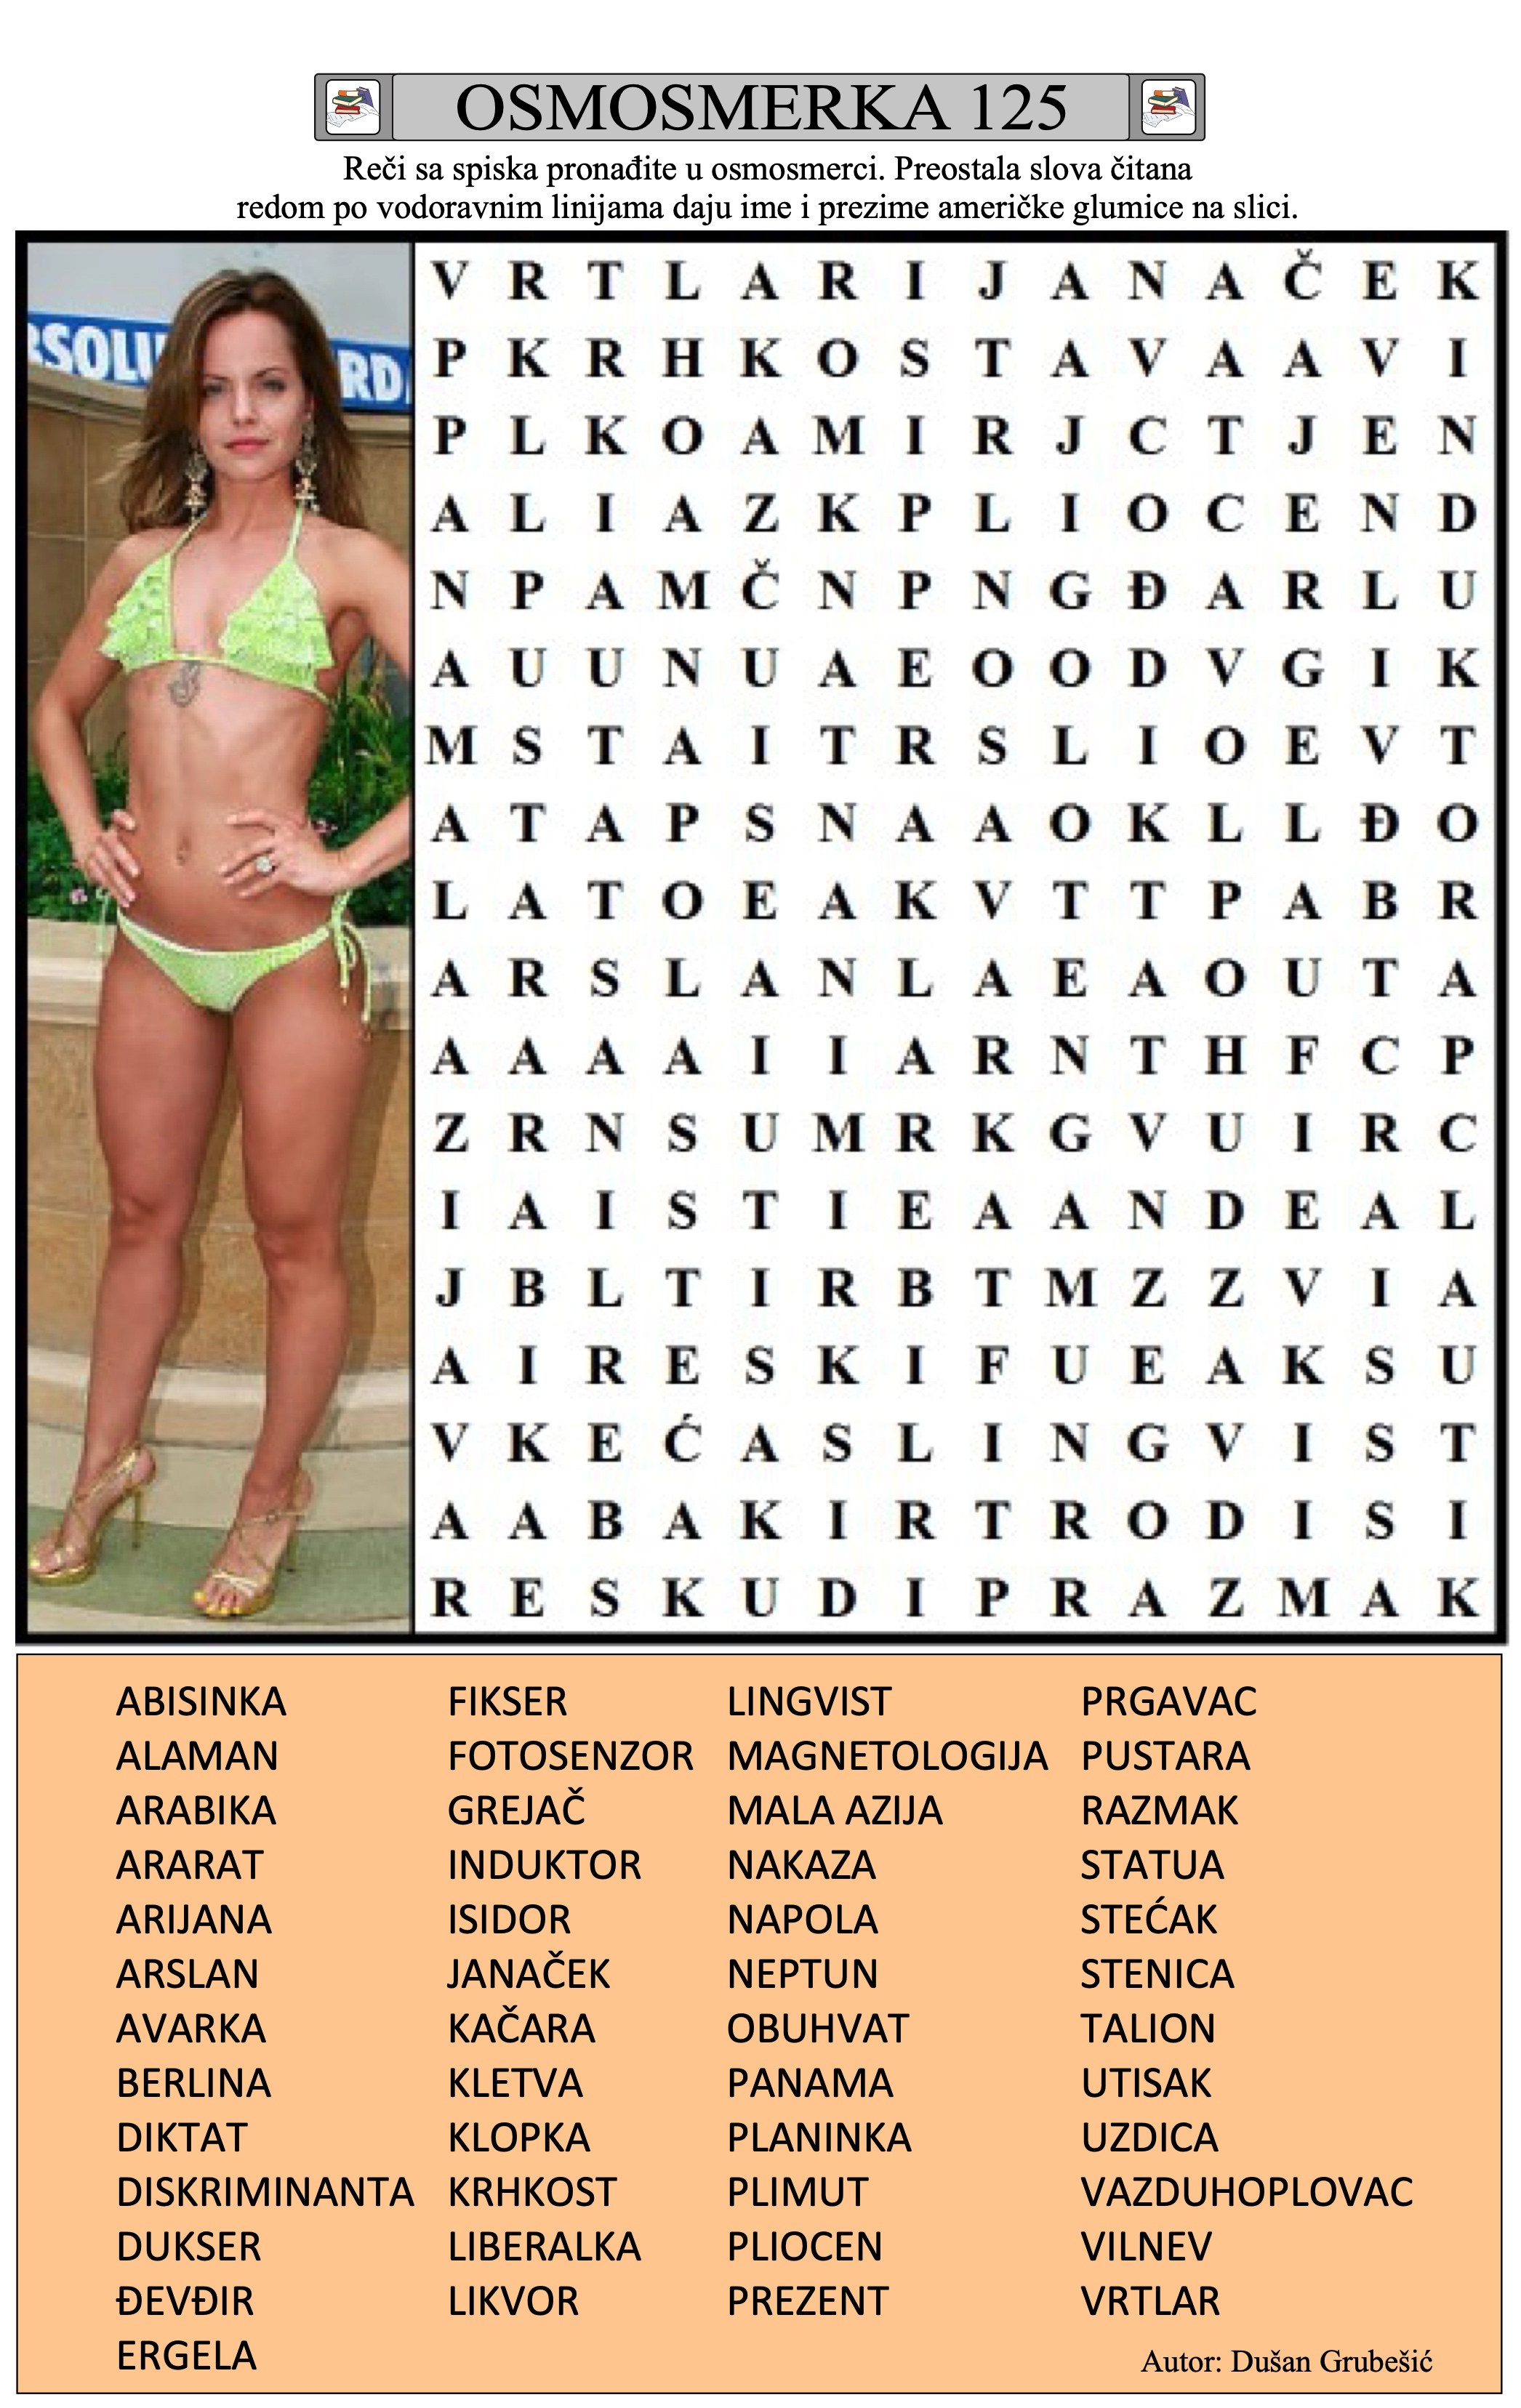 OSMOSMERKA 125
Reči sa spiska pronađite u osmosmerci. Preostala slova čitana
redom po vodoravnim linijama daju ime i prezime američke glumice na slici.
V R T L A R I J A N A Č E K
P K R H K O S T A V A A V I
P L K O A M I R J C T J E N
A L I A Z K P L I O C E N D
N P A M Č N P N G Đ A R L U
A U U N U A E O O D V G I K
M S T A I T R S L I O E V T
A T A P S N A A O K L L Đ O
L A T O E A K V T T P A B R
A R S L A N L A E A O U T A
A A A A I I A R N T H F C P
Z R N S U M R K G V U I R C
I A I S T I E A A N D E A L
J B L T I R B T M Z Z V I A
A I R E S K I F U E A K S U
V K E Ć A S L I N G V I S T
A A B A K I R T R O D I S I
R E S K U D I P R A Z M A K
ABISINKA FIKSER LINGVIST PRGAVAC
ALAMAN FOTOSENZOR MAGNETOLOGIJA PUSTARA
ARABIKA GREJAČ MALA AZIJA RAZMAK
ARARAT INDUKTOR NAKAZA STATUA
ARIJANA ISIDOR NAPOLA STEĆAK
ARSLAN JANAČEK NEPTUN STENICA
AVARKA KAČARA OBUHVAT TALION
BERLINA KLETVA PANAMA UTISAK
DIKTAT KLOPKA PLANINKA UZDICA
DISKRIMINANTA KRHKOST PLIMUT VAZDUHOPLOVAC
DUKSER LIBERALKA PLIOCEN VILNEV
ĐEVĐIR LIKVOR PREZENT VRTLAR
ERGELA
Autor: Dušan Grubešić